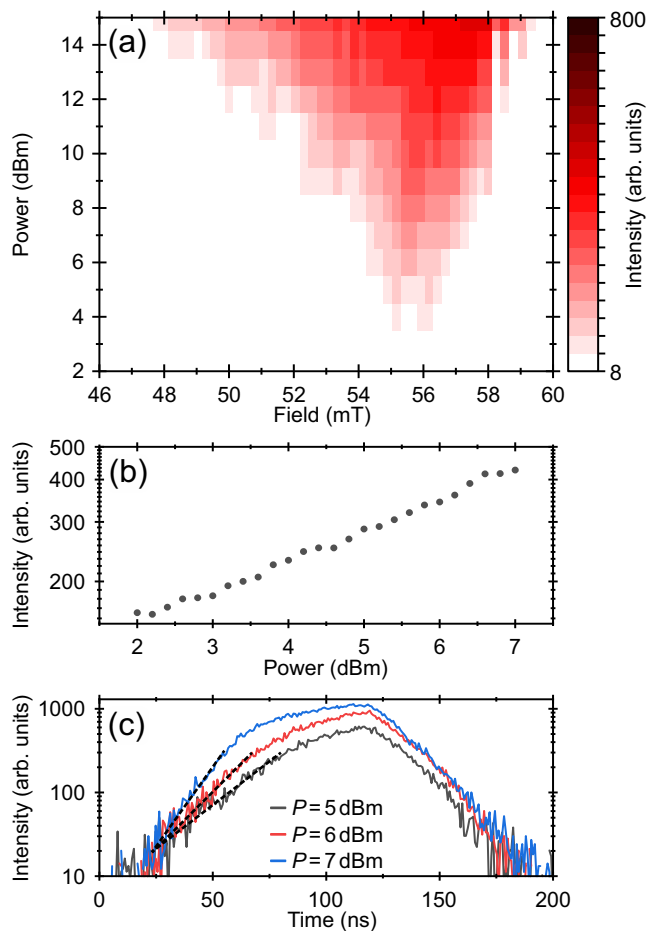 (a)
14
12
10
8
6
4
2
Power (dBm)
46 48 50 52 54 56 58 60
Field (mT)
800
8
Intensity (arb. units)
(b)
500
400
300
200
Intensity (arb. units)
2 3 4 5 6 7
Power (dBm)
(c)
1000
100
10
Intensity (arb. units)
P = 5 dBm
P = 6 dBm
P = 7 dBm
0 50 100 150 200
Time (ns)